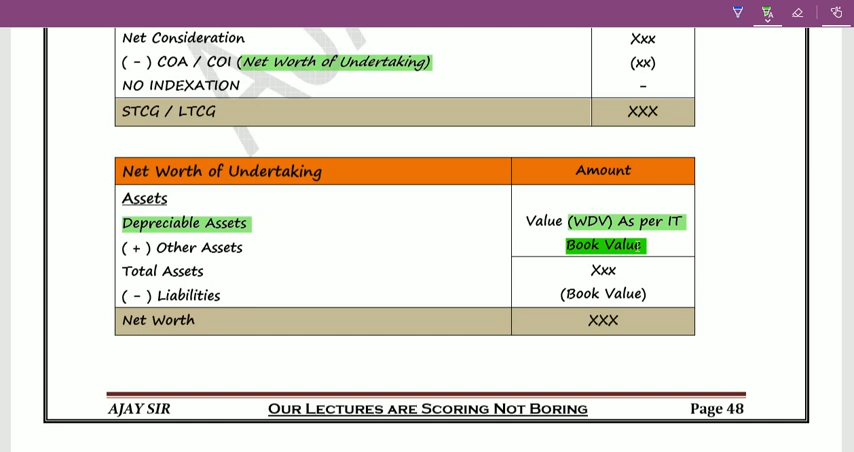 Net Consideration Xxx
( - ) COA / COI (Net Worth of Undertaking) (xx)
NO INDEXATION -
STCG / LTCG XXX
Net Worth of Undertaking Amount
Assets
Depreciable Assets Value (WDV) As per IT
( + ) Other Assets Book Value
Total Assets Xxx
( - ) Liabilities (Book Value)
Net Worth XXX
AJAY SIR OUR LECTURES ARE SCORING NOT BORING Page 48